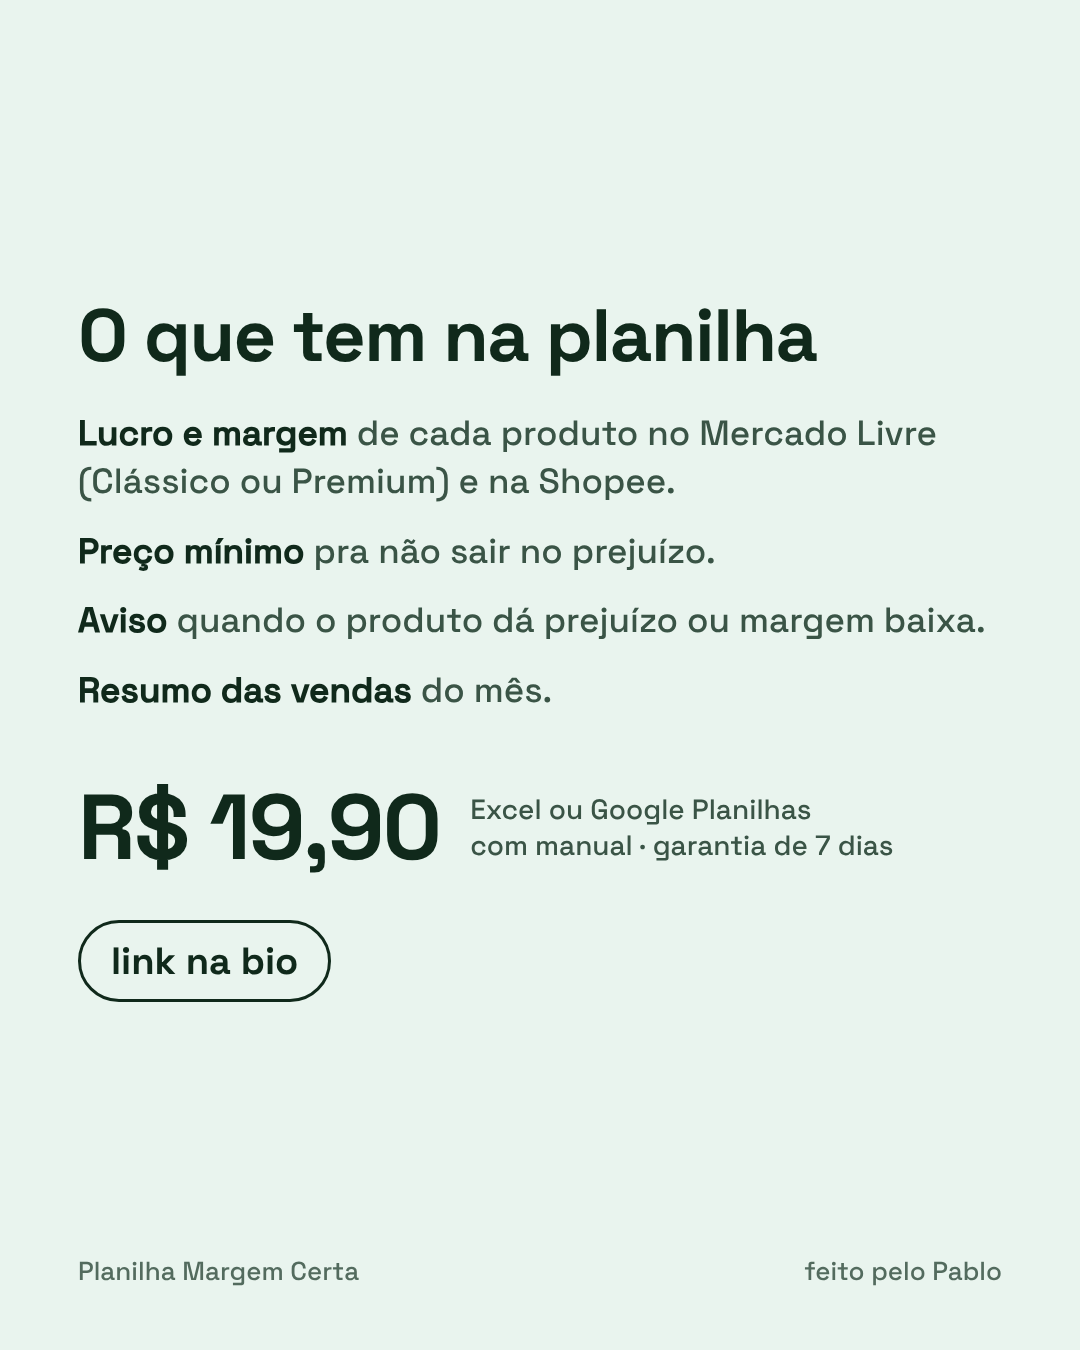 O que tem na planilha
Lucro e margem de cada produto no Mercado Livre
(Clássico ou Premium) e na Shopee.
Preço mínimo pra não sair no prejuízo.
Aviso quando o produto dá prejuízo ou margem baixa.
Resumo das vendas do mês.
R$ 19,90
Excel ou Google Planilhas
com manual · garantia de 7 dias
link na bio
Planilha Margem Certa
feito pelo Pablo